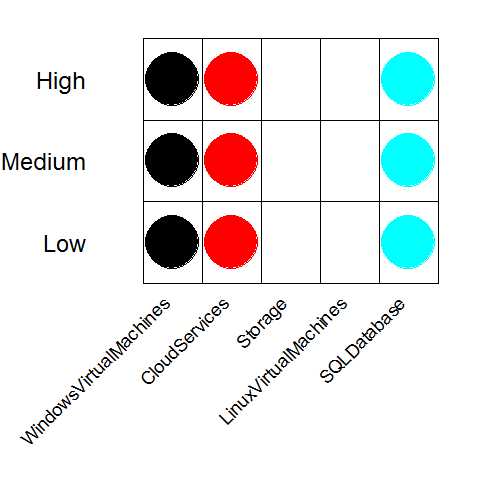 High
Medium
Low
WindowsVirtualMachines
CloudServices
Storage
LinuxVirtualMachines
SQLDatabase